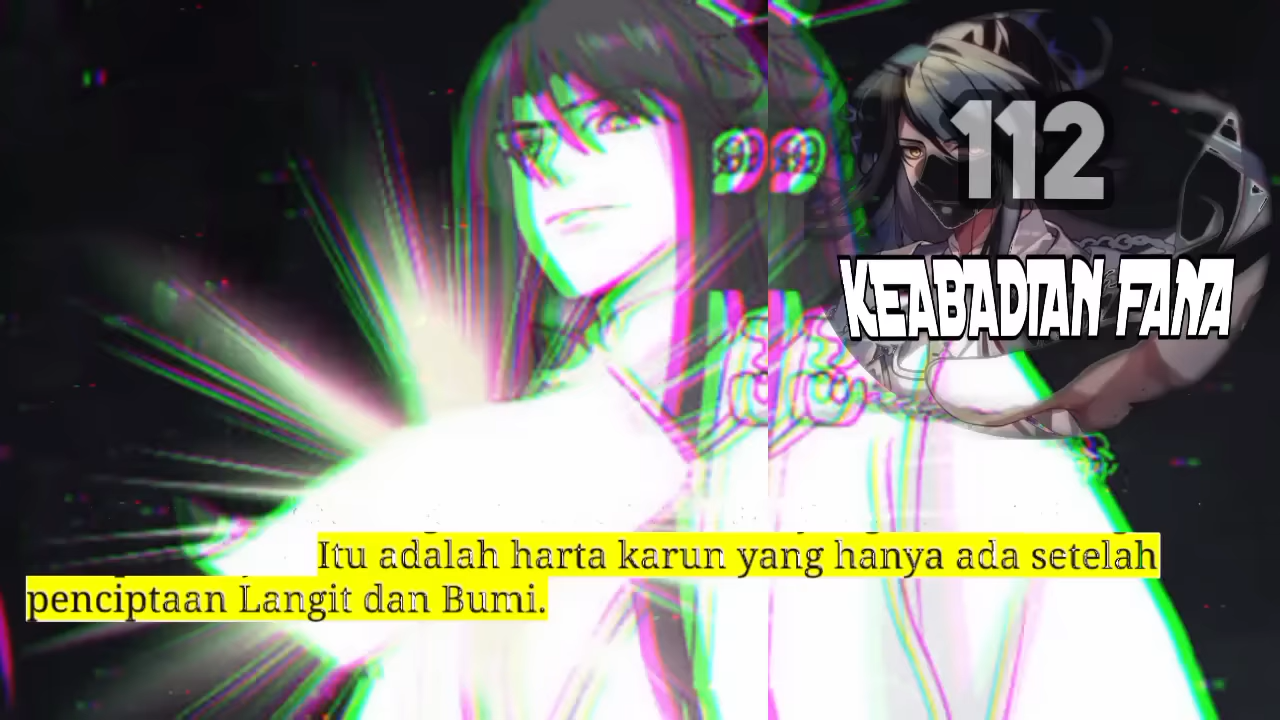 112
KEABADIAN FANA
Itu adalah harta karun yang hanya ada setelah
penciptaan Langit dan Bumi.